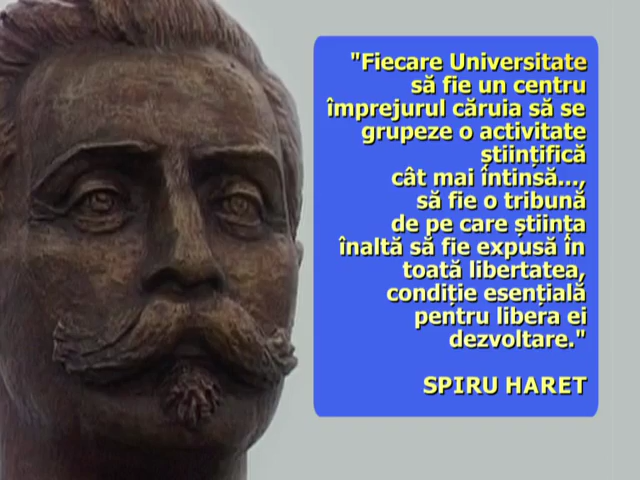 "Fiecare Universitate
să fie un centru
împrejurul căruia să se
grupeze o activitate
științifică
cât mai întinsă...,
să fie o tribună
de pe care știința
înaltă să fie expusă în
toată libertatea,
condiție esențială
pentru libera ei
dezvoltare."
SPIRU HARET